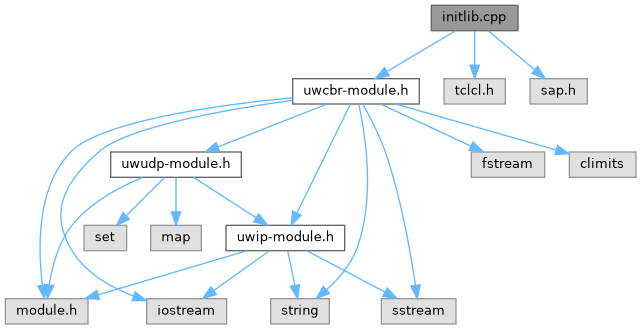 initlib.cpp
uwcbr-module.h
tclcl.h
sap.h
uwudp-module.h
fstream
climits
set
map
uwip-module.h
module.h
iostream
string
sstream